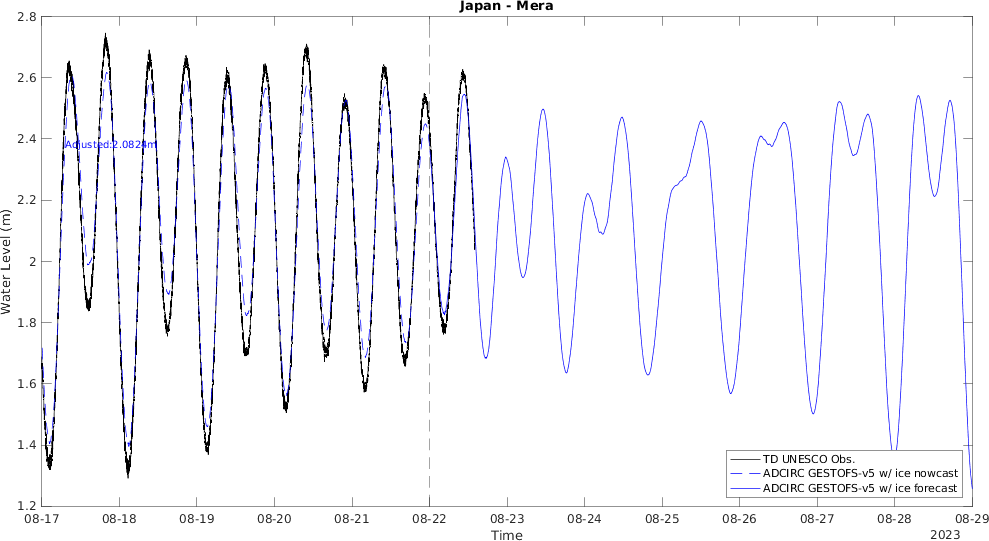 Japan - Mera
2.8
2.6
2.4
2.2
2
1.8
1.6
1.4
1.2
Water Level (m)
Adjusted:2.0824m
TD UNESCO Obs.
ADCIRC GESTOFS-v5 w/ ice nowcast
ADCIRC GESTOFS-v5 w/ ice forecast
08-17 08-18 08-19 08-20 08-21 08-22 08-23 08-24 08-25 08-26 08-27 08-28 08-29
Time
2023